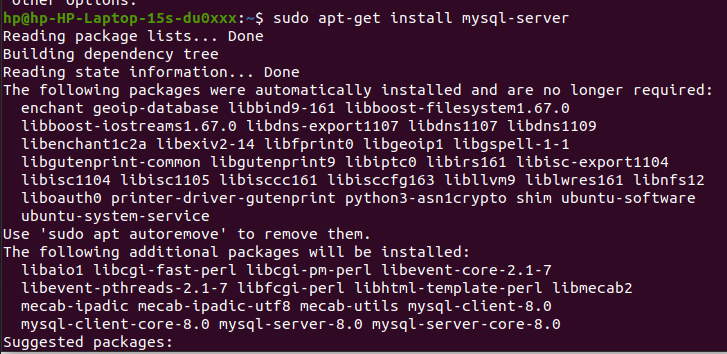 other options.
hp@hp-HP-Laptop-15s-du0xxx:~$ sudo apt-get install mysql-server
Reading package lists... Done
Building dependency tree
Reading state information... Done
The following packages were automatically installed and are no longer required:
  enchant geoip-database libbind9-161 libboost-filesystem1.67.0
  libboost-iostreams1.67.0 libdns-export1107 libdns1107 libdns1109
  libenchant1c2a libexiv2-14 libfprint0 libgeoip1 libgspell-1-1
  libgutenprint-common libgutenprint9 libiptc0 libirs161 libisc-export1104
  libisc1104 libisc1105 libisccc161 libisccfg163 libllvm9 liblwres161 libnfs12
  liboauth0 printer-driver-gutenprint python3-asn1crypto shim ubuntu-software
  ubuntu-system-service
Use 'sudo apt autoremove' to remove them.
The following additional packages will be installed:
  libaio1 libcgi-fast-perl libcgi-pm-perl libevent-core-2.1-7
  libevent-pthreads-2.1-7 libfcgi-perl libhtml-template-perl libmecab2
  mecab-ipadic mecab-ipadic-utf8 mecab-utils mysql-client-8.0
  mysql-client-core-8.0 mysql-server-8.0 mysql-server-core-8.0
Suggested packages: